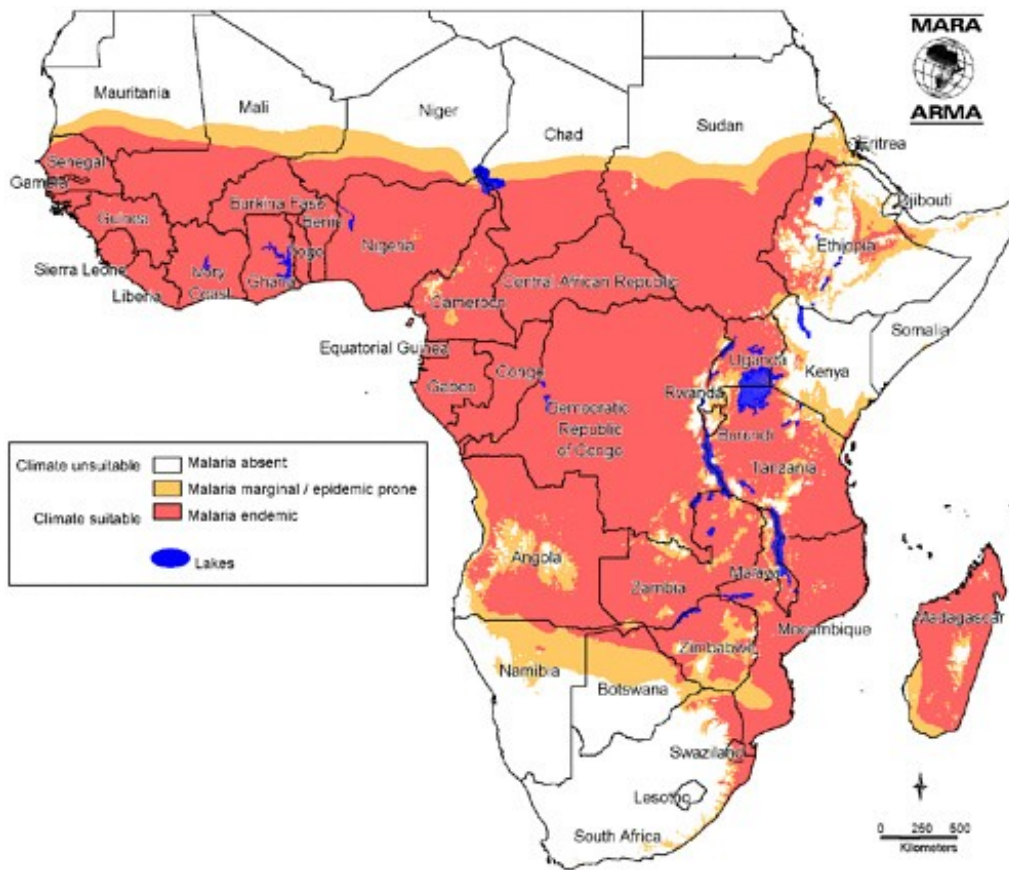 MARA
ARMA
Mauritania
Mali
Niger
Chad
Sudan
Eritrea
Senegal
Gambia
Djibouti
Burkina Faso
Benin
Guinea
Nigeria
Ethiopia
Togo
Sierra Leone
Ivory
Coast
Ghana
Central African Republic
Liberia
Cameroon
Somalia
Equatorial Guinea
Uganda
Kenya
Congo
Gabon
Rwanda
Democratic
Republic
of Congo
Burundi
Tanzania
Climate unsuitable
Malaria absent
Malaria marginal / epidemic prone
Climate suitable
Malaria endemic
Lakes
Angola
Malawi
Zambia
Madagascar
Mocambique
Zimbabwe
Namibia
Botswana
Swaziland
Lesotho
South Africa
0 250 500
Kilometers